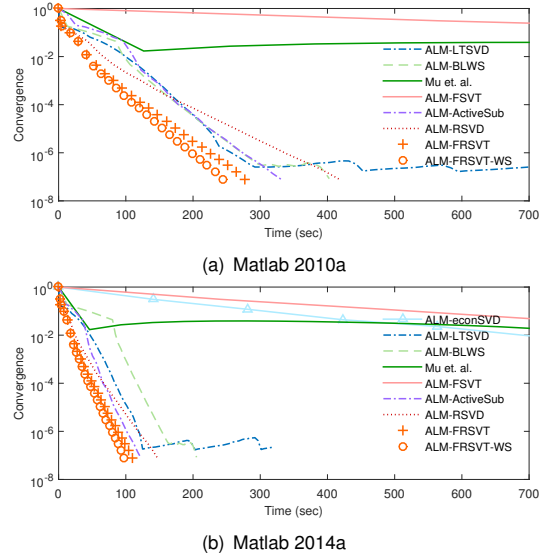 10^0
10^-2
10^-4
10^-6
10^-8
Convergence
ALM-LTSVD
ALM-BLWS
Mu et. al.
ALM-FSVT
ALM-ActiveSub
ALM-RSVD
ALM-FRSVT
ALM-FRSVT-WS
0 100 200 300 400 500 600 700
Time (sec)
(a) Matlab 2010a
10^0
10^-2
10^-4
10^-6
10^-8
Convergence
ALM-econSVD
ALM-LTSVD
ALM-BLWS
Mu et. al.
ALM-FSVT
ALM-ActiveSub
ALM-RSVD
ALM-FRSVT
ALM-FRSVT-WS
0 100 200 300 400 500 600 700
Time (sec)
(b) Matlab 2014a